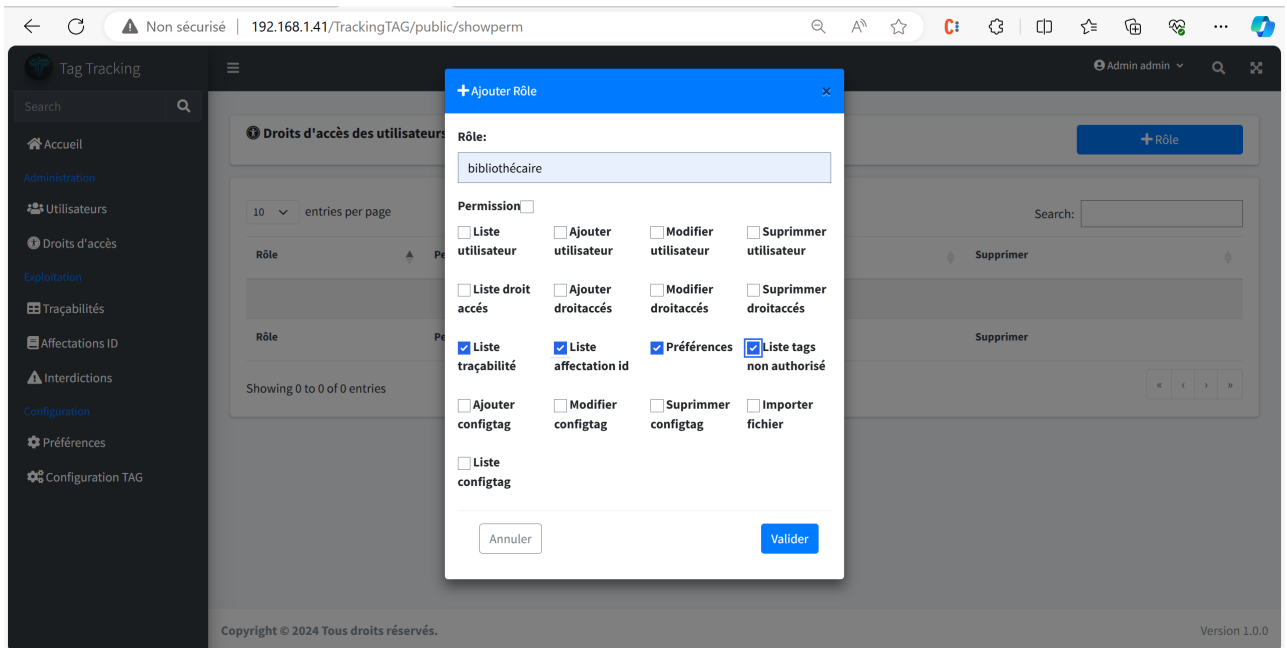 Non sécurisé | 192.168.1.41/TrackingTAG/public/showperm
Tag Tracking
Admin admin
Search
Accueil
Administration
Utilisateurs
Droits d'accès
Exploitation
Traçabilités
Affectations ID
Interdictions
Configuration
Préférences
Configuration TAG
Droits d'accès des utilisateurs
Rôle
10 entries per page
Search:
Rôle Pe Supprimer
Rôle Pe Supprimer
Showing 0 to 0 of 0 entries
« ‹ › »
Ajouter Rôle ×
Rôle:
bibliothécaire
Permission
Liste utilisateur
Ajouter utilisateur
Modifier utilisateur
Suprimmer utilisateur
Liste droit accés
Ajouter droitaccés
Modifier droitaccés
Suprimmer droitaccés
Liste traçabilité
Liste affectation id
Préférences
Liste tags non authorisé
Ajouter configtag
Modifier configtag
Suprimmer configtag
Importer fichier
Liste configtag
Annuler
Valider
Copyright © 2024 Tous droits réservés.
Version 1.0.0